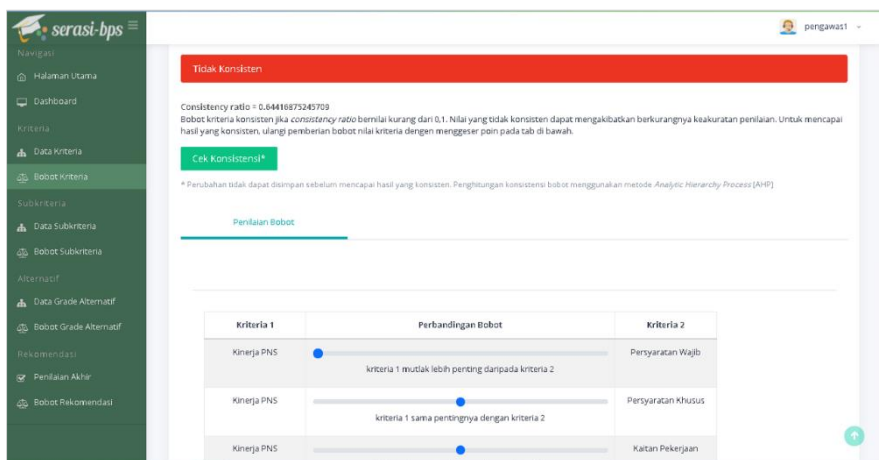 serasi-bps
pengawas1
Navigasi
Halaman Utama
Dashboard
Kriteria
Data Kriteria
Bobot Kriteria
Subkriteria
Data Subkriteria
Bobot Subkriteria
Alternatif
Data Grade Alternatif
Bobot Grade Alternatif
Rekomendasi
Penilaian Akhir
Bobot Rekomendasi
Tidak Konsisten
Consistency ratio = 0.64416875245709
Bobot kriteria konsisten jika consistency ratio bernilai kurang dari 0,1. Nilai yang tidak konsisten dapat mengakibatkan berkurangnya keakuratan penilaian. Untuk mencapai
hasil yang konsisten, ulangi pemberian bobot nilai kriteria dengan menggeser poin pada tab di bawah.
Cek Konsistensi*
* Perubahan tidak dapat disimpan sebelum mencapai hasil yang konsisten. Penghitungan konsistensi bobot menggunakan metode Analytic Hierarchy Process [AHP]
Penilaian Bobot
Kriteria 1 Perbandingan Bobot Kriteria 2
Kinerja PNS Persyaratan Wajib
kriteria 1 mutlak lebih penting daripada kriteria 2
Kinerja PNS Persyaratan Khusus
kriteria 1 sama pentingnya dengan kriteria 2
Kinerja PNS Kaitan Pekerjaan